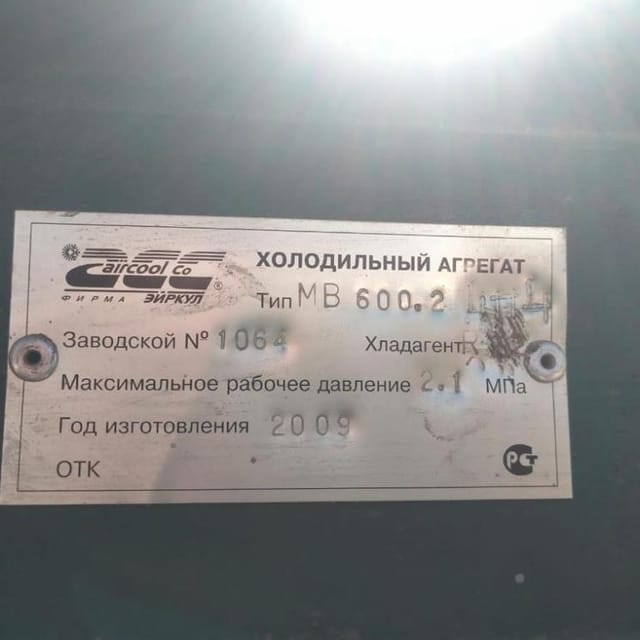 aircool co
ФИРМА ЭЙРКУЛ ®
ХОЛОДИЛЬНЫЙ АГРЕГАТ
Тип МВ 600.2
Заводской № 1064
Хладагент R
Максимальное рабочее давление 2.1 МПа
Год изготовления 2009
ОТК
РСТ